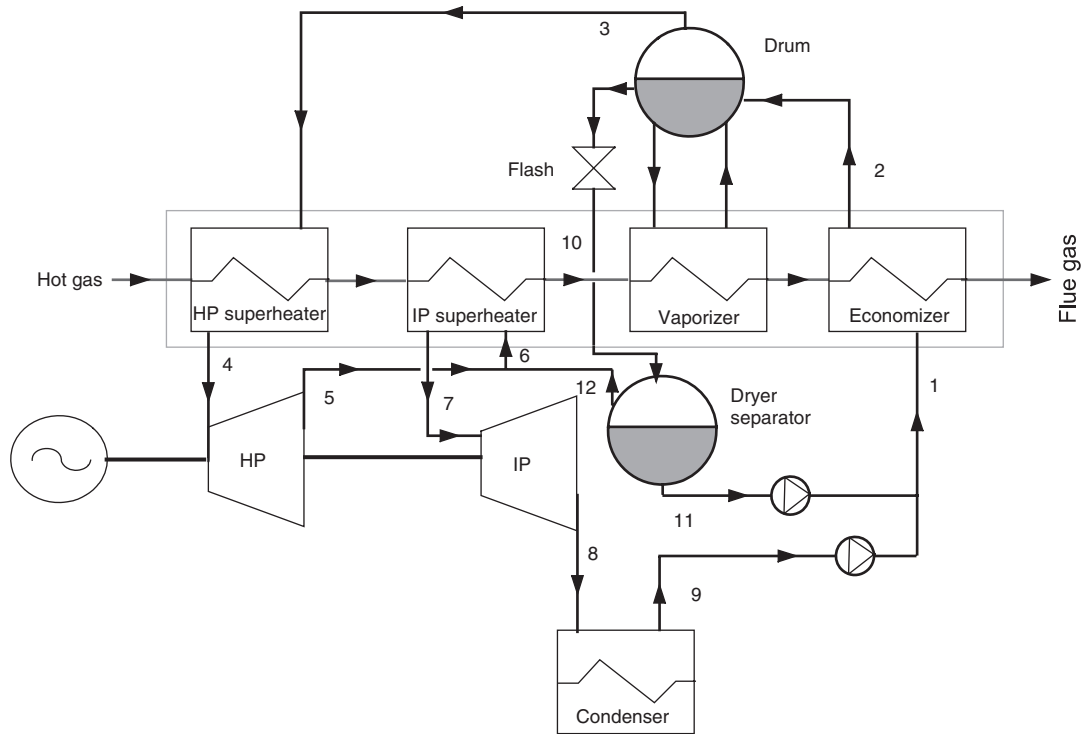 3
Drum
Flash
2
10
Hot gas
HP superheater
IP superheater
Vaporizer
Economizer
Flue gas
4
6
5
7
12
Dryer
separator
1
HP
IP
11
8
9
Condenser